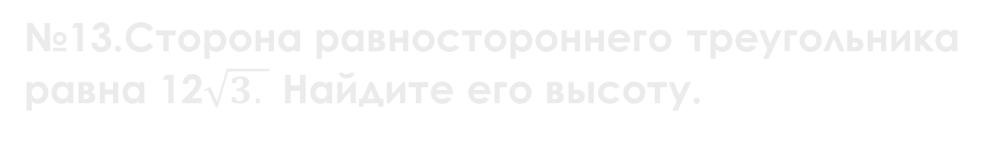 №13.Сторона равностороннего треугольника
равна 12√3. Найдите его высоту.